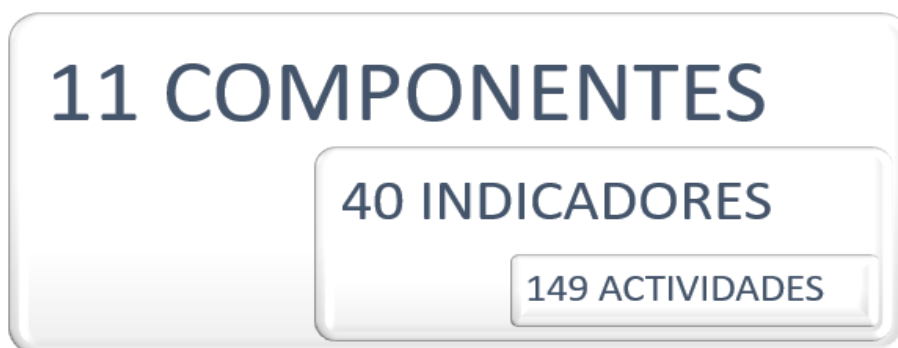 11 COMPONENTES
40 INDICADORES
149 ACTIVIDADES